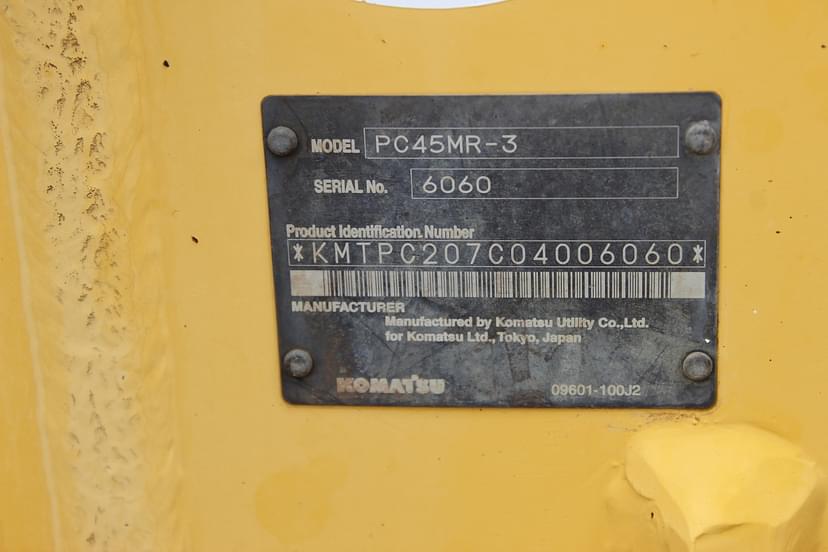 MODEL PC45MR-3
SERIAL No. 6060
Product Identification Number
*KMTPC207C04006060*
MANUFACTURER
Manufactured by Komatsu Utility Co.,Ltd.
for Komatsu Ltd.,Tokyo, Japan
KOMATSU 09601-100J2